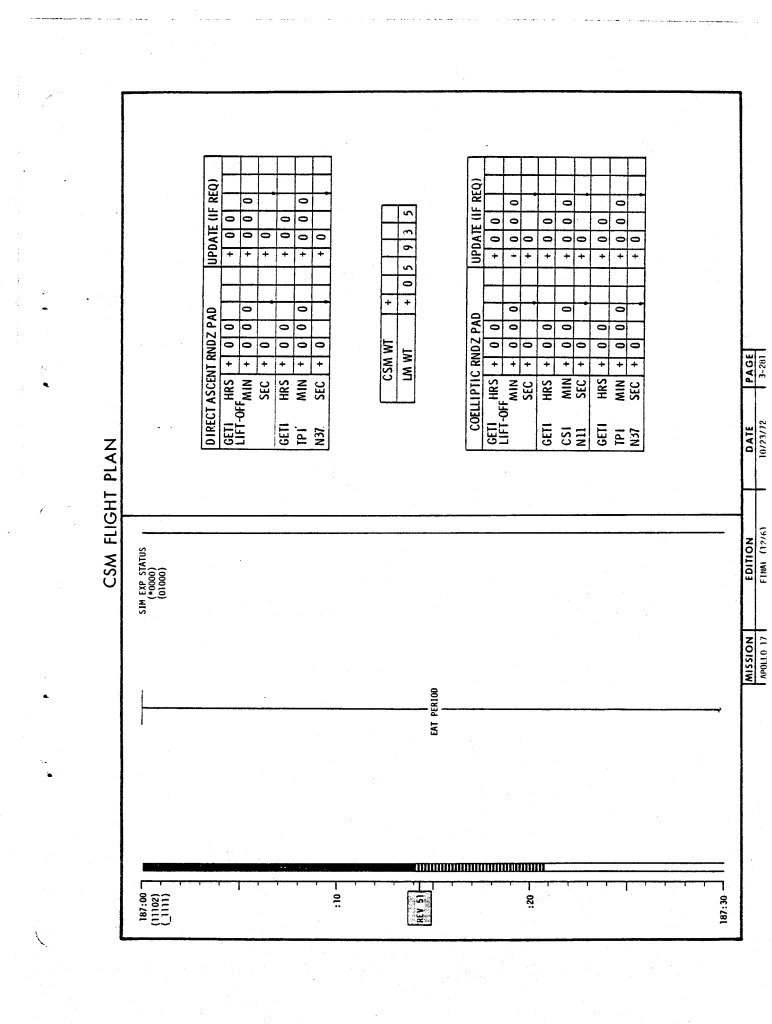 CSM FLIGHT PLAN
187:00
(11102)
(_1111)
:10
REV 51
:20
187:30
EAT PERIOD
SIM EXP STATUS
(*0000)
(01000)
DIRECT ASCENT RNDZ PAD UPDATE (IF REQ)
GETI HRS + 0 0 + 0 0
LIFT-OFF MIN + 0 0 0 + 0 0 0
SEC + 0 + 0
GETI HRS + 0 0 + 0 0
TPI MIN + 0 0 0 + 0 0 0
N37 SEC + 0 + 0
CSM WT +
LM WT + 0 5 9 3 5
COELLIPTIC RNDZ PAD UPDATE (IF REQ)
GETI HRS + 0 0 + 0 0
LIFT-OFF MIN + 0 0 0 + 0 0 0
SEC + 0 + 0
GETI HRS + 0 0 + 0 0
CSI MIN + 0 0 0 + 0 0 0
N11 SEC + 0 + 0
GETI HRS + 0 0 + 0 0
TPI MIN + 0 0 0 + 0 0 0
N37 SEC + 0 + 0
MISSION EDITION DATE PAGE
APOLLO 17 FINAL (12/6) 10/23/72 3-281